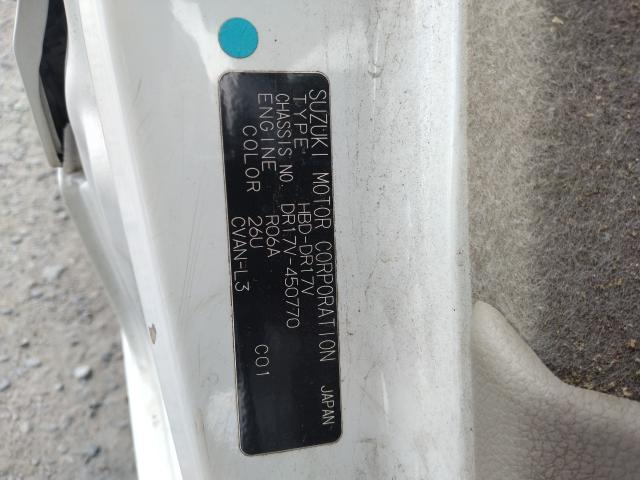 SUZUKI MOTOR CORPORATION JAPAN
TYPE HBD-DR17V
CHASSIS NO. DR17V-450770
ENGINE R06A
COLOR 26U C01
CVAN-L3